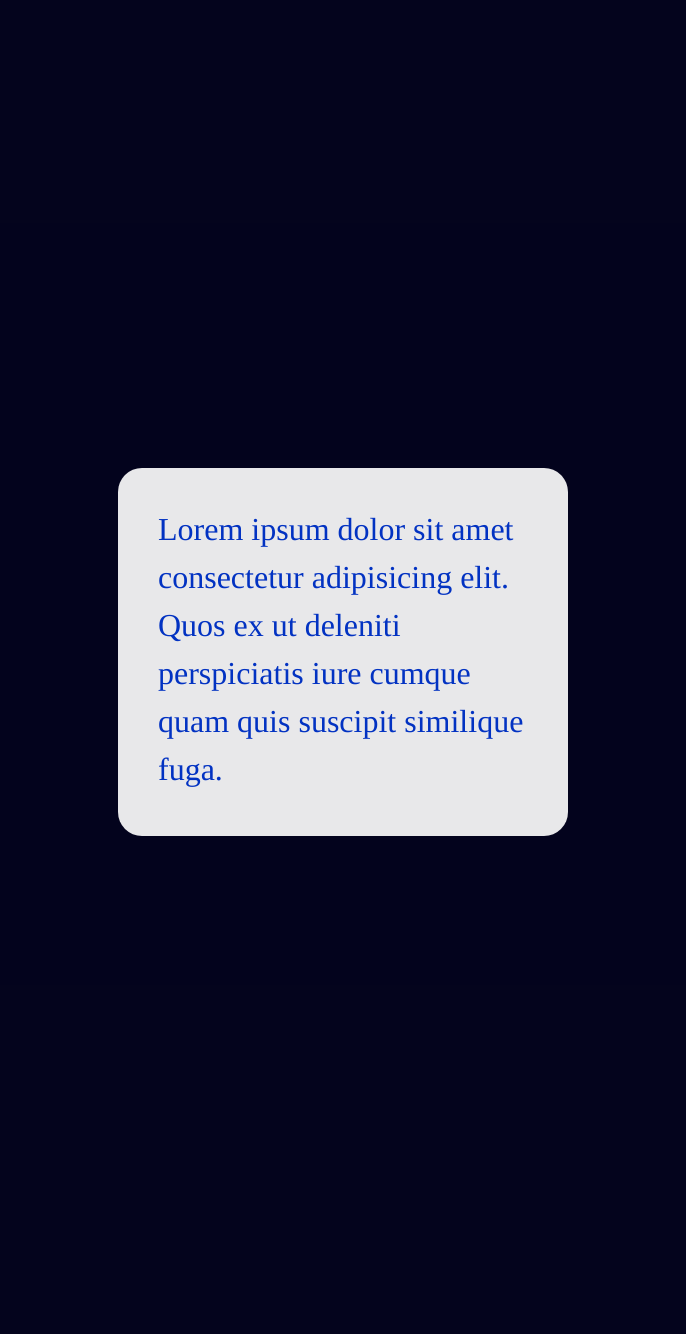 Lorem ipsum dolor sit amet
consectetur adipisicing elit.
Quos ex ut deleniti
perspiciatis iure cumque
quam quis suscipit similique
fuga.